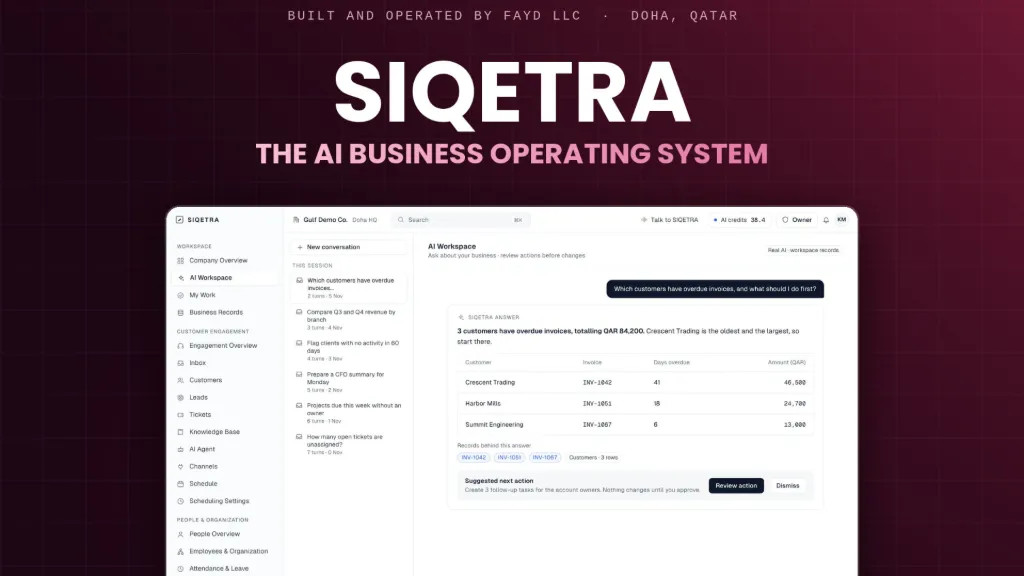 BUILT AND OPERATED BY FAYD LLC · DOHA, QATAR
SIQETRA
THE AI BUSINESS OPERATING SYSTEM
SIQETRA
Gulf Demo Co. Doha HQ
Search ⌘K
Talk to SIQETRA
AI credits 38.4
Owner
KM
WORKSPACE
Company Overview
AI Workspace
My Work
Business Records
CUSTOMER ENGAGEMENT
Engagement Overview
Inbox
Customers
Leads
Tickets
Knowledge Base
AI Agent
Channels
Schedule
Scheduling Settings
PEOPLE & ORGANIZATION
People Overview
Employees & Organization
Attendance & Leave
+ New conversation
THIS SESSION
Which customers have overdue
invoices...
2 turns · 5 Nov
Compare Q3 and Q4 revenue by
branch
3 turns · 4 Nov
Flag clients with no activity in 60
days
4 turns · 3 Nov
Prepare a CFO summary for
Monday
5 turns · 2 Nov
Projects due this week without an
owner
6 turns · 1 Nov
How many open tickets are
unassigned?
7 turns · 0 Nov
AI Workspace
Ask about your business · review actions before changes
Real AI · workspace records
Which customers have overdue invoices, and what should I do first?
SIQETRA ANSWER
3 customers have overdue invoices, totalling QAR 84,200. Crescent Trading is the oldest and the largest, so
start there.
Customer Invoice Days overdue Amount (QAR)
Crescent Trading INV-1042 41 46,500
Harbor Mills INV-1051 18 24,700
Summit Engineering INV-1067 6 13,000
Records behind this answer
INV-1042 INV-1051 INV-1067 Customers · 3 rows
Suggested next action
Create 3 follow-up tasks for the account owners. Nothing changes until you approve.
Review action
Dismiss